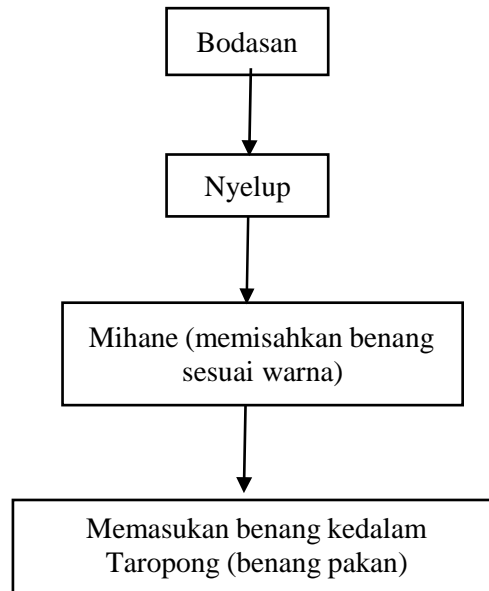 Bodasan
Nyelup
Mihane (memisahkan benang
sesuai warna)
Memasukan benang kedalam
Taropong (benang pakan)